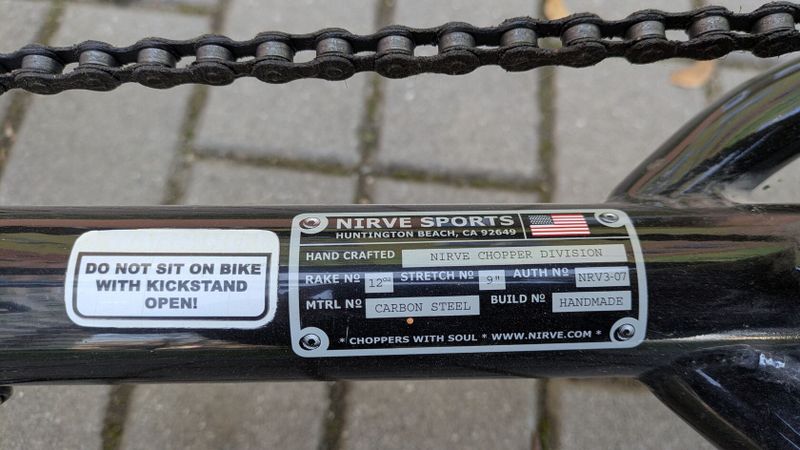 DO NOT SIT ON BIKE
WITH KICKSTAND
OPEN!
NIRVE SPORTS
HUNTINGTON BEACH, CA 92649
HAND CRAFTED NIRVE CHOPPER DIVISION
RAKE Nº 12º² STRETCH Nº 9" AUTH Nº NRV3-07
MTRL Nº CARBON STEEL BUILD Nº HANDMADE
* CHOPPERS WITH SOUL * WWW.NIRVE.COM *